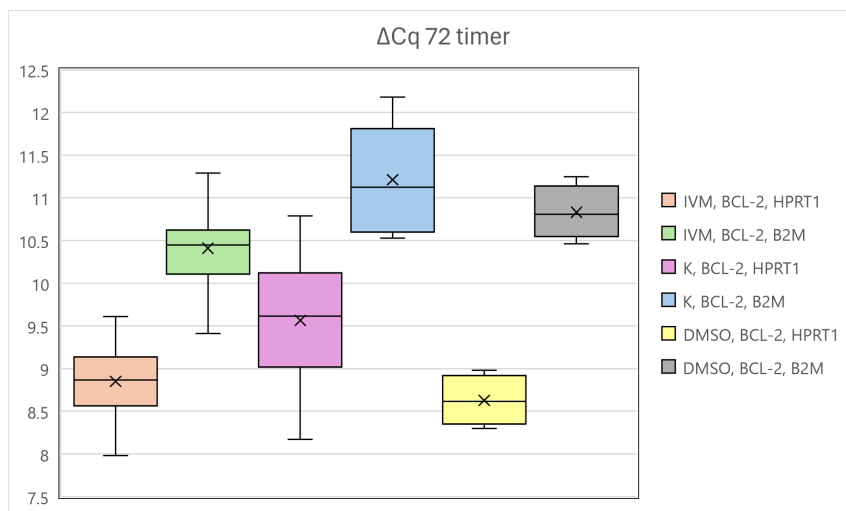 ΔCq 72 timer
12.5
12
11.5
11
10.5
10
9.5
9
8.5
8
7.5
IVM, BCL-2, HPRT1
IVM, BCL-2, B2M
K, BCL-2, HPRT1
K, BCL-2, B2M
DMSO, BCL-2, HPRT1
DMSO, BCL-2, B2M